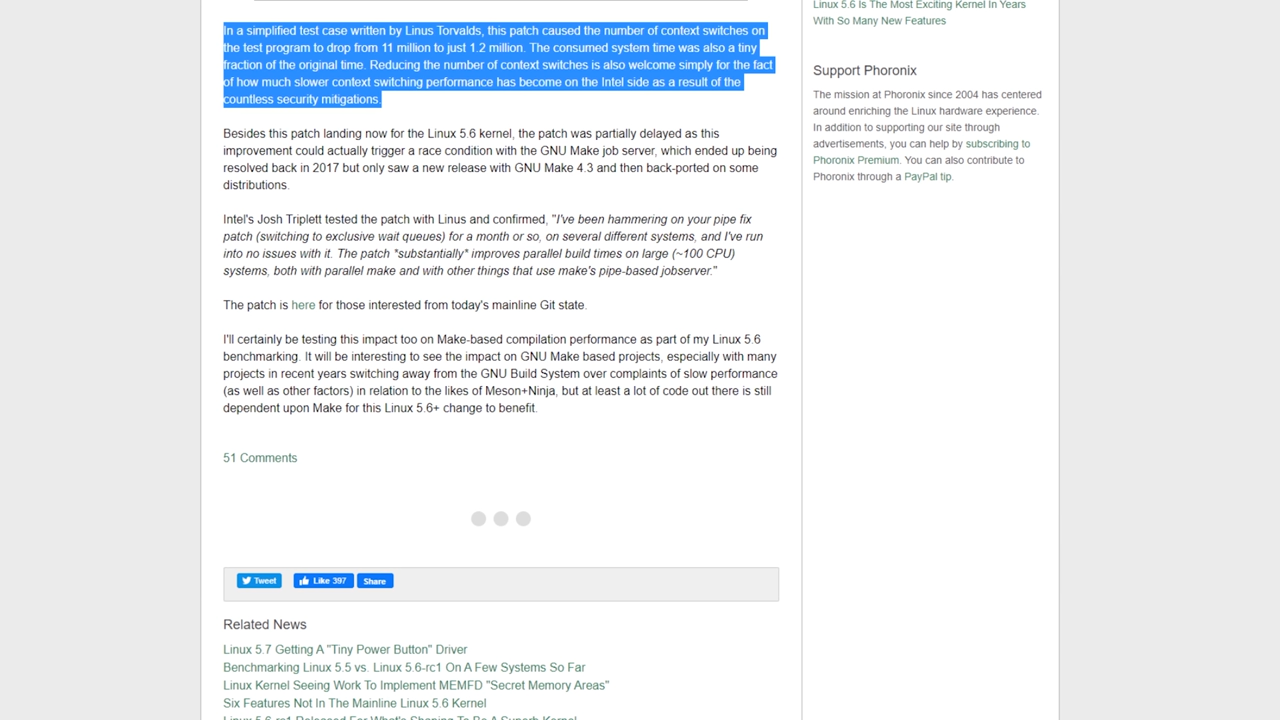 In a simplified test case written by Linus Torvalds, this patch caused the number of context switches on
the test program to drop from 11 million to just 1.2 million. The consumed system time was also a tiny
fraction of the original time. Reducing the number of context switches is also welcome simply for the fact
of how much slower context switching performance has become on the Intel side as a result of the
countless security mitigations.
Besides this patch landing now for the Linux 5.6 kernel, the patch was partially delayed as this
improvement could actually trigger a race condition with the GNU Make job server, which ended up being
resolved back in 2017 but only saw a new release with GNU Make 4.3 and then back-ported on some
distributions.
Intel's Josh Triplett tested the patch with Linus and confirmed, "I've been hammering on your pipe fix
patch (switching to exclusive wait queues) for a month or so, on several different systems, and I've run
into no issues with it. The patch *substantially* improves parallel build times on large (~100 CPU)
systems, both with parallel make and with other things that use make's pipe-based jobserver."
The patch is here for those interested from today's mainline Git state.
I'll certainly be testing this impact too on Make-based compilation performance as part of my Linux 5.6
benchmarking. It will be interesting to see the impact on GNU Make based projects, especially with many
projects in recent years switching away from the GNU Build System over complaints of slow performance
(as well as other factors) in relation to the likes of Meson+Ninja, but at least a lot of code out there is still
dependent upon Make for this Linux 5.6+ change to benefit.
51 Comments
Tweet
Like 397
Share
Related News
Linux 5.7 Getting A "Tiny Power Button" Driver
Benchmarking Linux 5.5 vs. Linux 5.6-rc1 On A Few Systems So Far
Linux Kernel Seeing Work To Implement MEMFD "Secret Memory Areas"
Six Features Not In The Mainline Linux 5.6 Kernel
Linux 5.6-rc1 Released For What's Shaping To Be A Superb Kernel
Linux 5.6 Is The Most Exciting Kernel In Years
With So Many New Features
Support Phoronix
The mission at Phoronix since 2004 has centered
around enriching the Linux hardware experience.
In addition to supporting our site through
advertisements, you can help by subscribing to
Phoronix Premium. You can also contribute to
Phoronix through a PayPal tip.